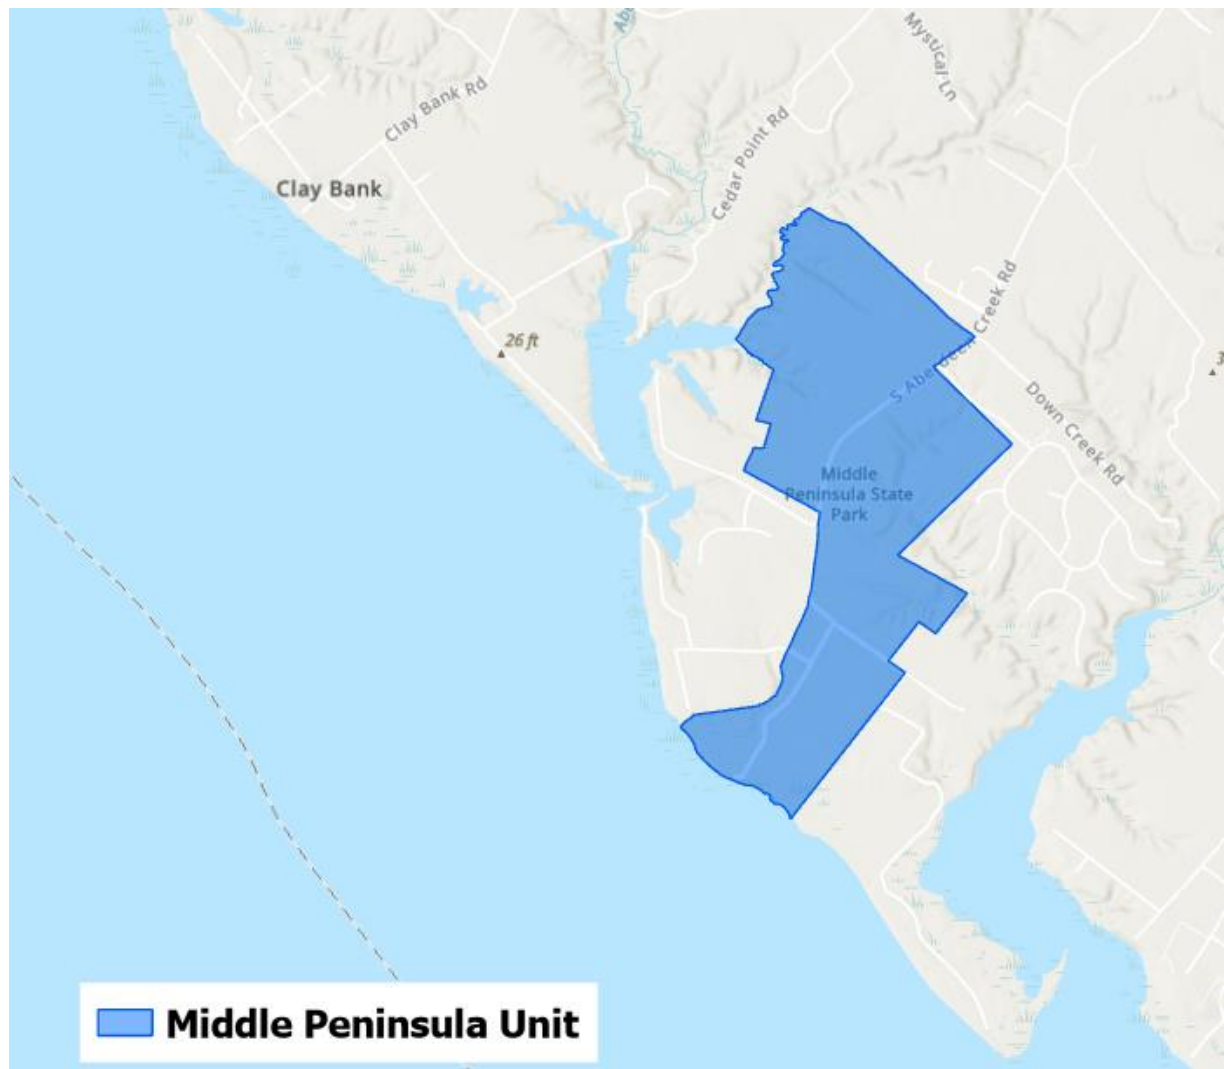 Mystical Ln
Clay Bank Rd
Cedar Point Rd
Clay Bank
26 ft
S Aberdeen Creek Rd
Down Creek Rd
Middle
Peninsula State
Park
Middle Peninsula Unit